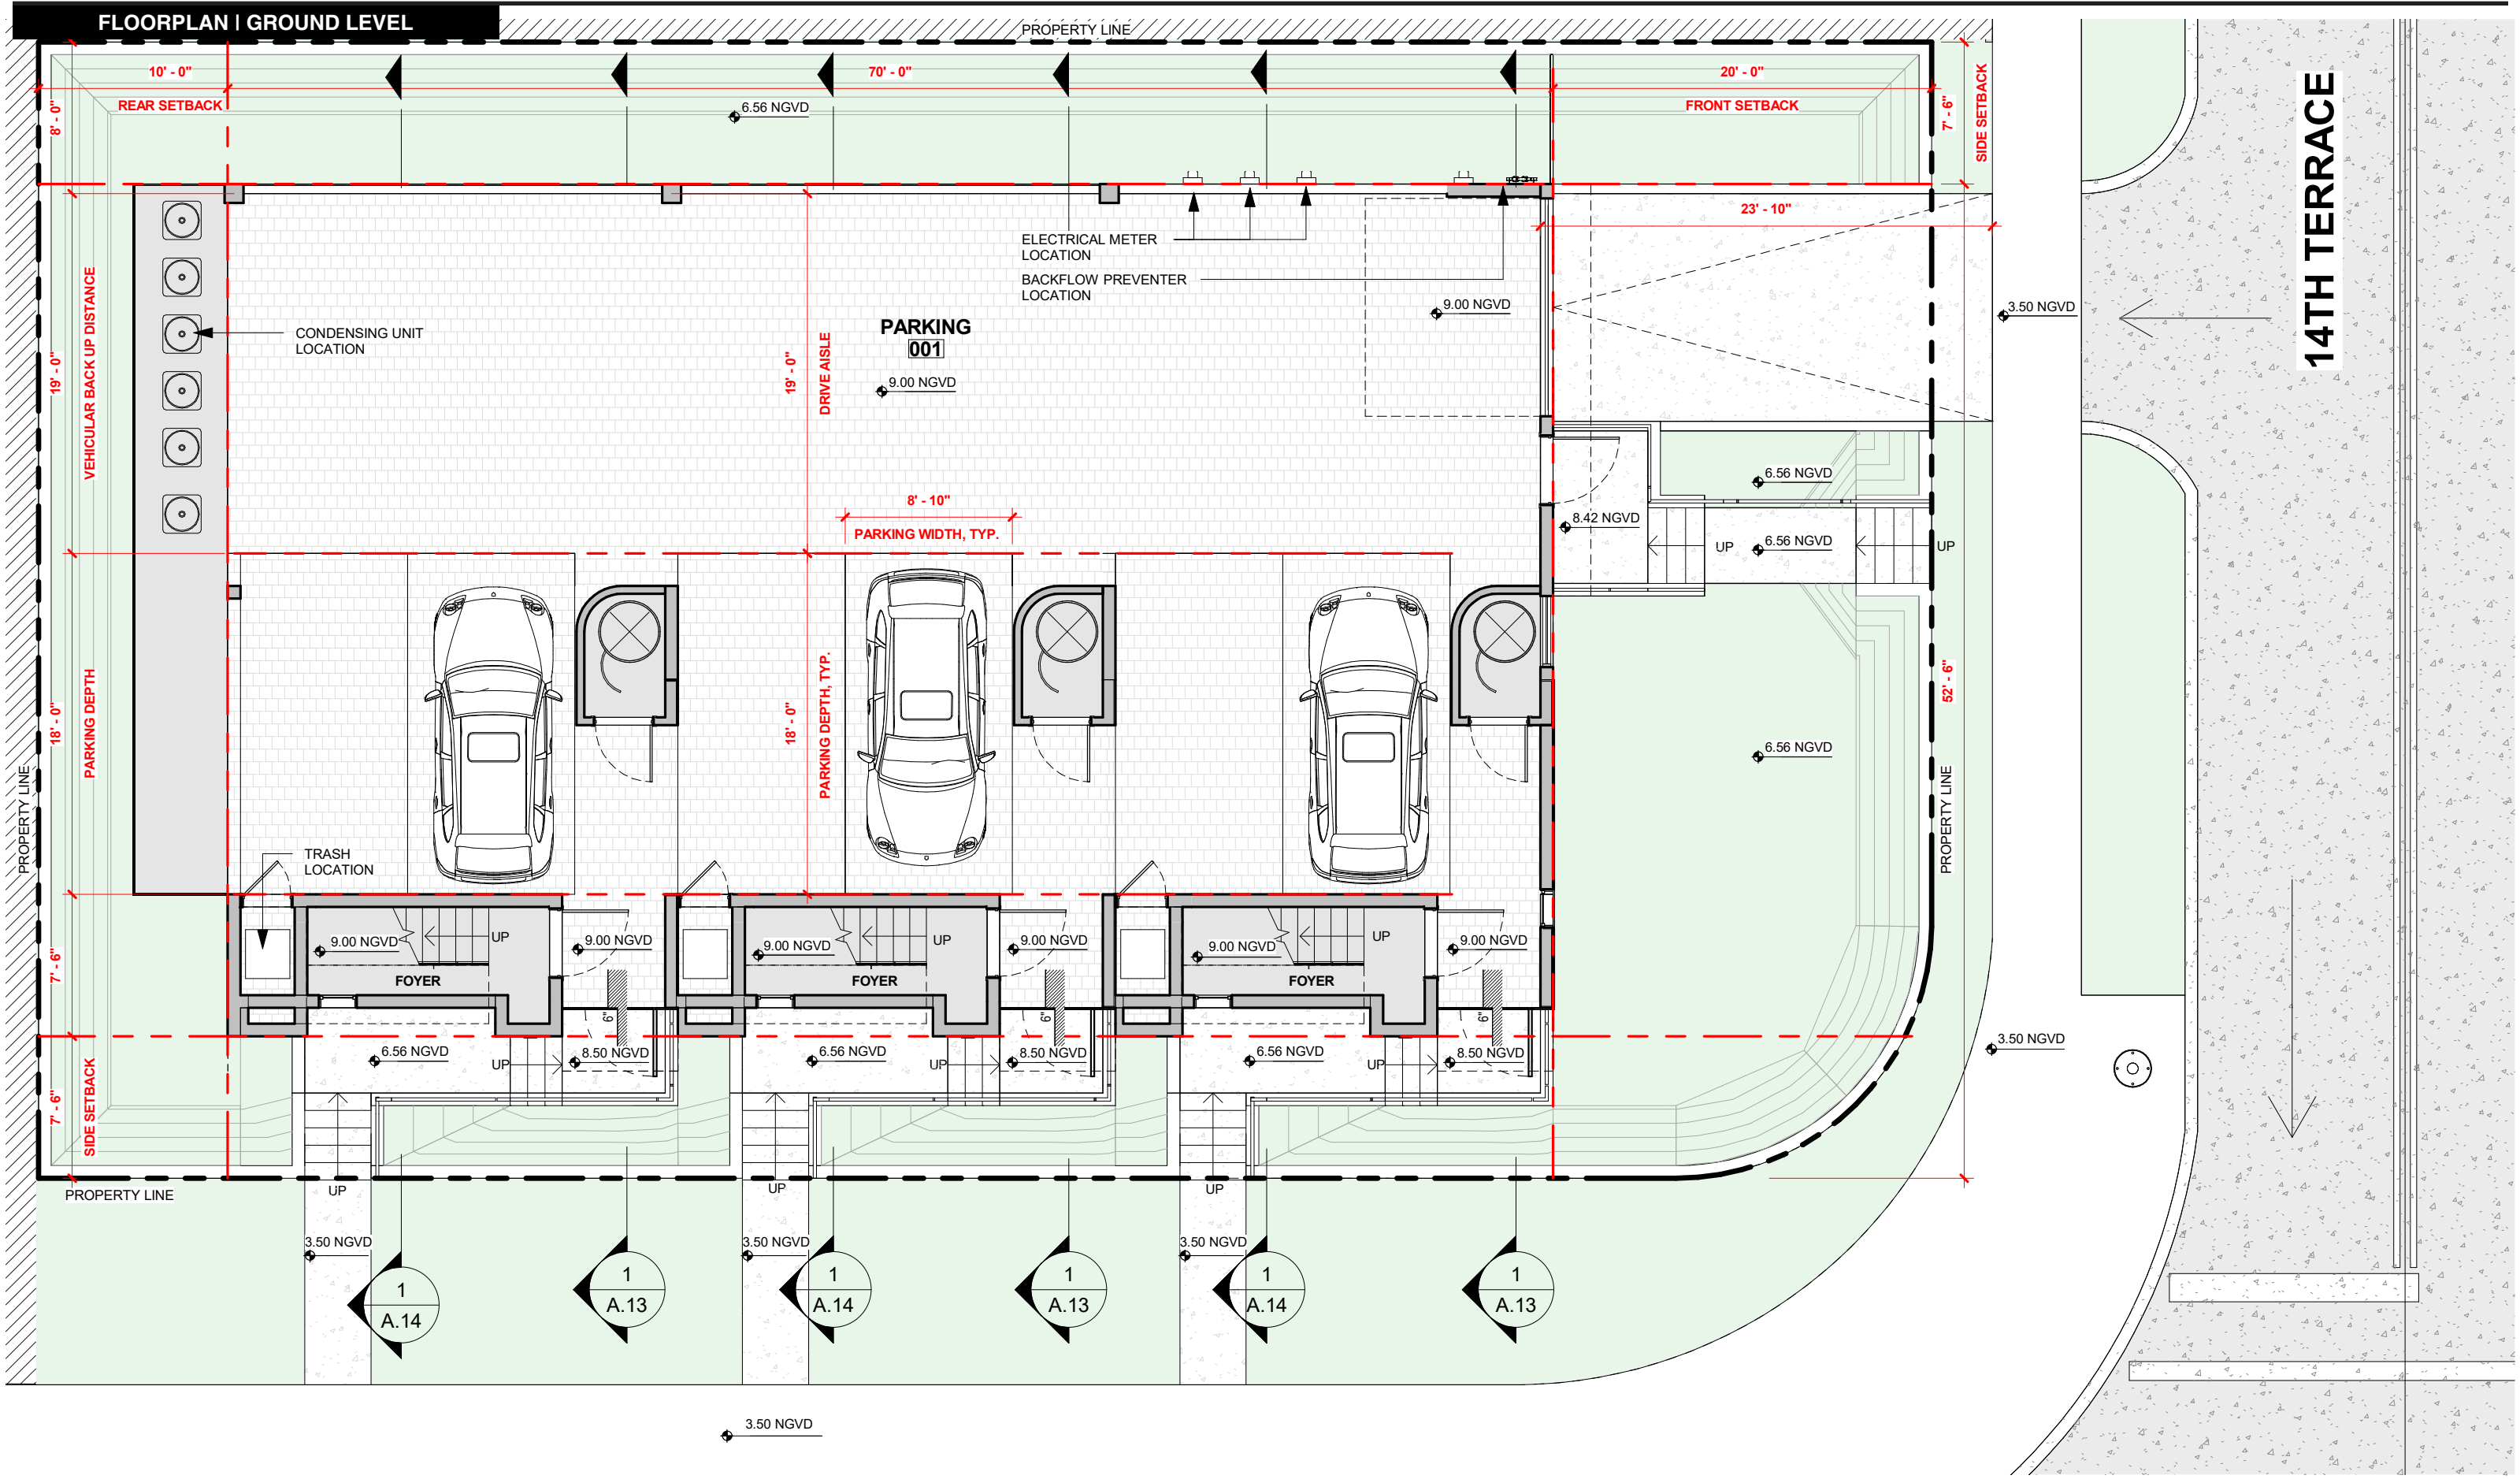 FLOORPLAN | GROUND LEVEL
PROPERTY LINE
10' - 0"
70' - 0"
20' - 0"
REAR SETBACK
FRONT SETBACK
8' - 0"
6.56 NGVD
7' - 6"
SIDE SETBACK
14TH TERRACE
23' - 10"
ELECTRICAL METER
LOCATION
BACKFLOW PREVENTER
LOCATION
9.00 NGVD
3.50 NGVD
CONDENSING UNIT
LOCATION
PARKING
001
9.00 NGVD
19' - 0"
VEHICULAR BACK UP DISTANCE
19' - 0"
DRIVE AISLE
8' - 10"
PARKING WIDTH, TYP.
6.56 NGVD
8.42 NGVD
UP
6.56 NGVD
UP
18' - 0"
PARKING DEPTH
18' - 0"
PARKING DEPTH, TYP.
52' - 6"
6.56 NGVD
PROPERTY LINE
PROPERTY LINE
TRASH
LOCATION
7' - 6"
9.00 NGVD
UP
FOYER
9.00 NGVD
9.00 NGVD
UP
FOYER
9.00 NGVD
9.00 NGVD
UP
FOYER
9.00 NGVD
6"
6"
6"
3.50 NGVD
6.56 NGVD
UP
8.50 NGVD
6.56 NGVD
UP
8.50 NGVD
6.56 NGVD
UP
8.50 NGVD
7' - 6"
SIDE SETBACK
PROPERTY LINE
UP
UP
UP
3.50 NGVD
3.50 NGVD
3.50 NGVD
1
A.14
1
A.13
1
A.14
1
A.13
1
A.14
1
A.13
3.50 NGVD